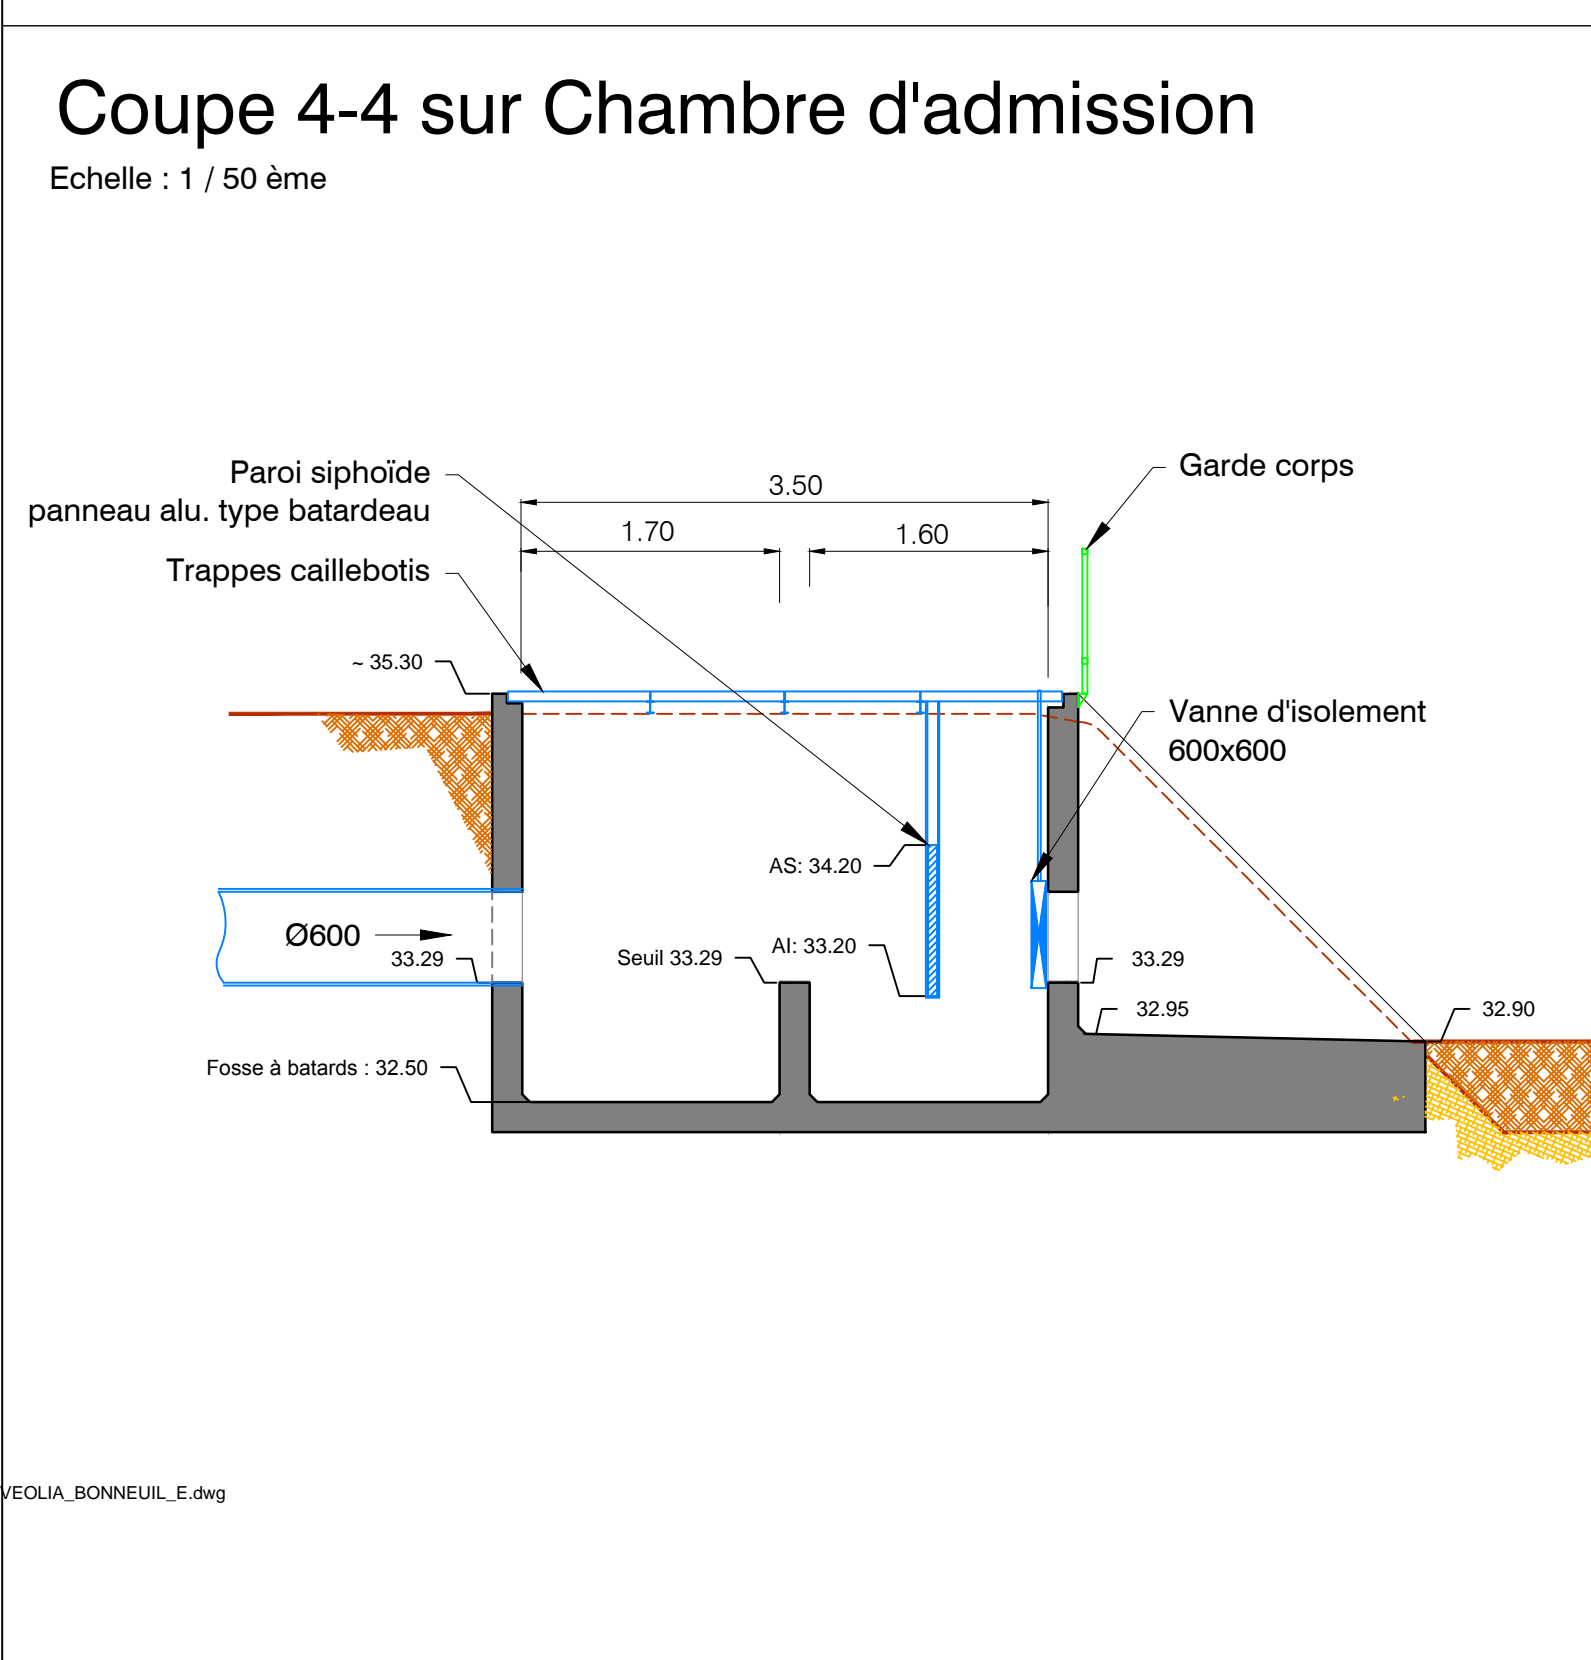 Coupe 4-4 sur Chambre d'admission
Echelle : 1 / 50 ème
Paroi siphoïde
panneau alu. type batardeau
Trappes caillebotis
3.50
1.70
1.60
Garde corps
~ 35.30
Vanne d'isolement
600x600
AS: 34.20
Ø600
33.29
Seuil 33.29
AI: 33.20
33.29
32.95
32.90
Fosse à batards : 32.50
VEOLIA_BONNEUIL_E.dwg